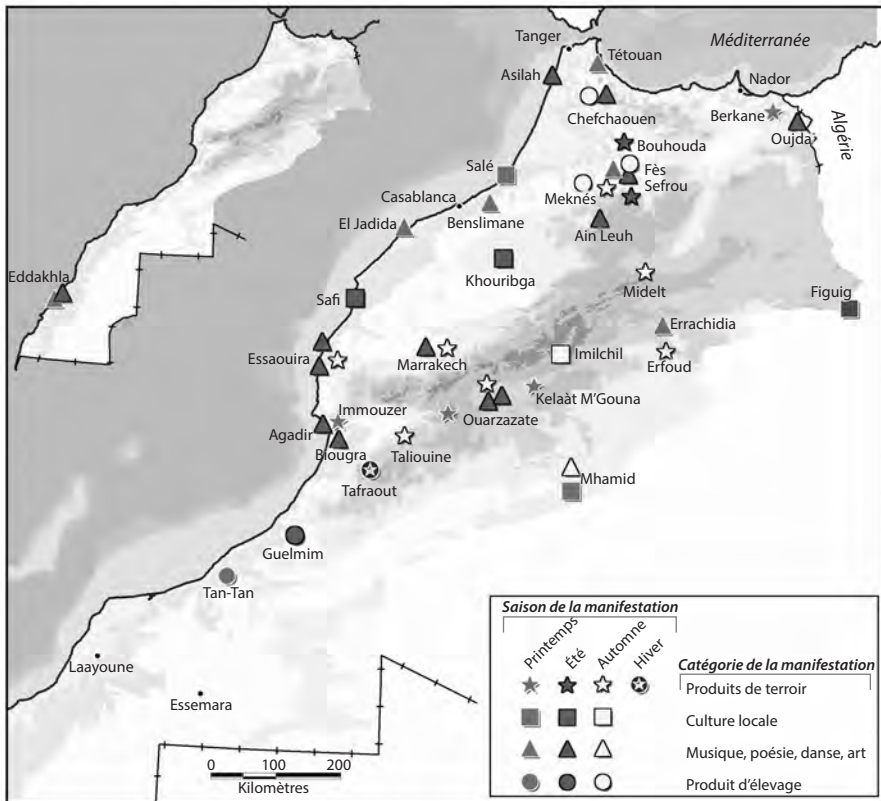 Tanger
Méditerranée
Tétouan
Asilah
Nador
Chefchaouen
Berkane
Oujda
Algérie
Bouhouda
Salé
Fès
Sefrou
Meknés
Casablanca
Benslimane
El Jadida
Ain Leuh
Khouribga
Eddakhla
Midelt
Safi
Figuig
Errachidia
Essaouira
Marrakech
Imilchil
Erfoud
Kelaàt M'Gouna
Immouzer
Ouarzazate
Agadir
Biougra
Taliouine
Tafraout
Mhamid
Guelmim
Tan-Tan
Laayoune
Essemara
0 100 200
Kilomètres
Saison de la manifestation
Printemps
Été
Automne
Hiver
Catégorie de la manifestation
Produits de terroir
Culture locale
Musique, poésie, danse, art
Produit d'élevage